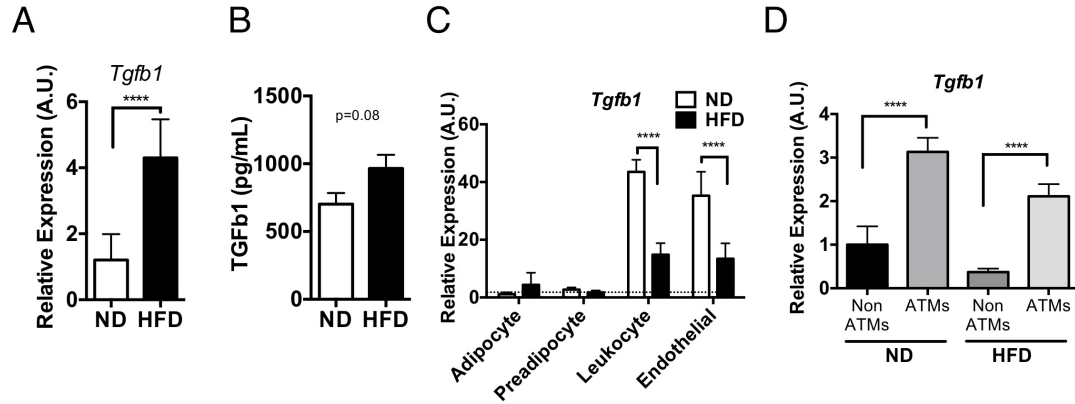 A
Tgfb1
****
Relative Expression (A.U.)
6
4
2
0
ND HFD
B
TGFb1 (pg/mL)
1500
1000
500
0
p=0.08
ND HFD
C
Tgfb1
ND
HFD
Relative Expression (A.U.)
60
40
20
0
****
****
Adipocyte
Preadipocyte
Leukocyte
Endothelial
D
Tgfb1
Relative Expression (A.U.)
4
3
2
1
0
****
****
Non
ATMs
ATMs
Non
ATMs
ATMs
ND
HFD